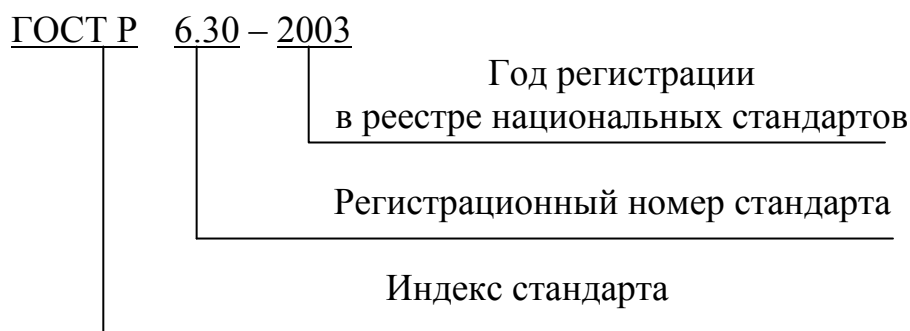 ГОСТ Р 6.30 – 2003
Год регистрации
в реестре национальных стандартов
Регистрационный номер стандарта
Индекс стандарта